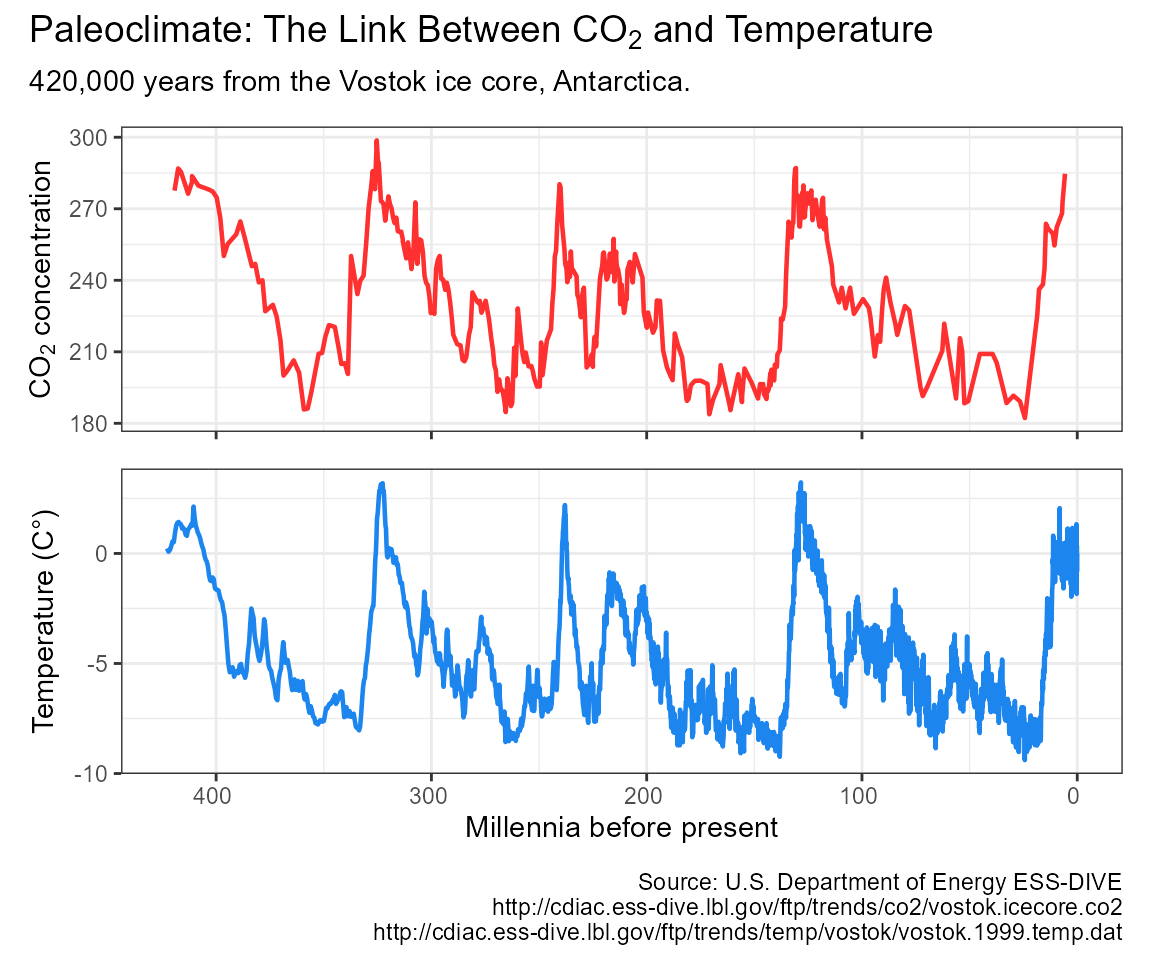 Paleoclimate: The Link Between CO₂ and Temperature
420,000 years from the Vostok ice core, Antarctica.
300
270
240
210
180
CO₂ concentration
0
-5
-10
Temperature (C°)
400 300 200 100 0
Millennia before present
Source: U.S. Department of Energy ESS-DIVE
http://cdiac.ess-dive.lbl.gov/ftp/trends/co2/vostok.icecore.co2
http://cdiac.ess-dive.lbl.gov/ftp/trends/temp/vostok/vostok.1999.temp.dat